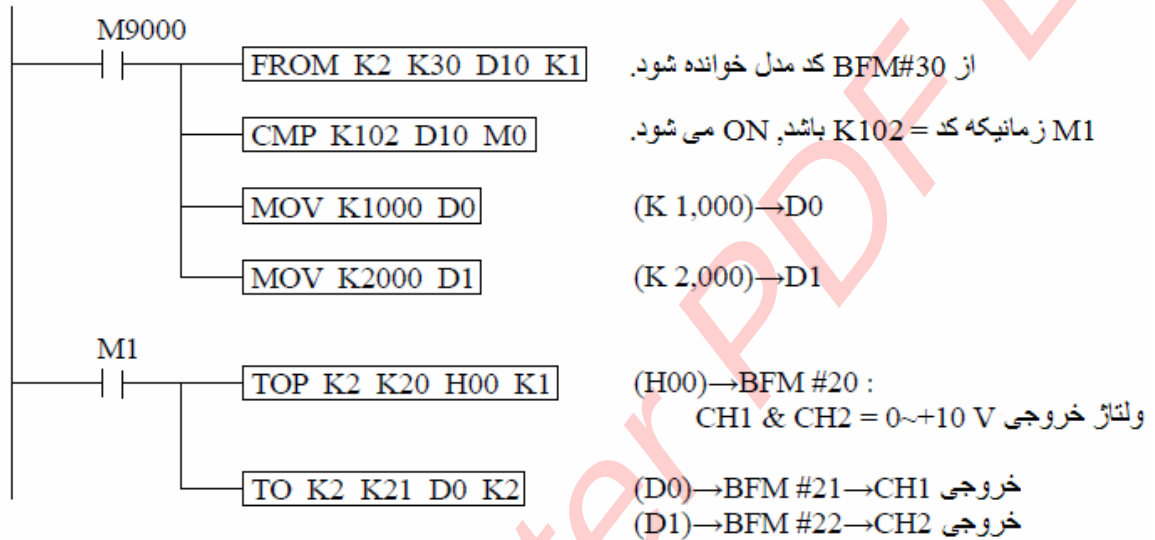 M9000
FROM K2 K30 D10 K1
از BFM#30 کد مدل خوانده شود.
CMP K102 D10 M0
M1 زمانیکه کد = K102 باشد, ON می شود.
MOV K1000 D0
(K 1,000)→D0
MOV K2000 D1
(K 2,000)→D1
M1
TOP K2 K20 H00 K1
(H00)→BFM #20 :
ولتاژ خروجی CH1 & CH2 = 0~+10 V
TO K2 K21 D0 K2
(D0)→BFM #21→CH1 خروجی
(D1)→BFM #22→CH2 خروجی